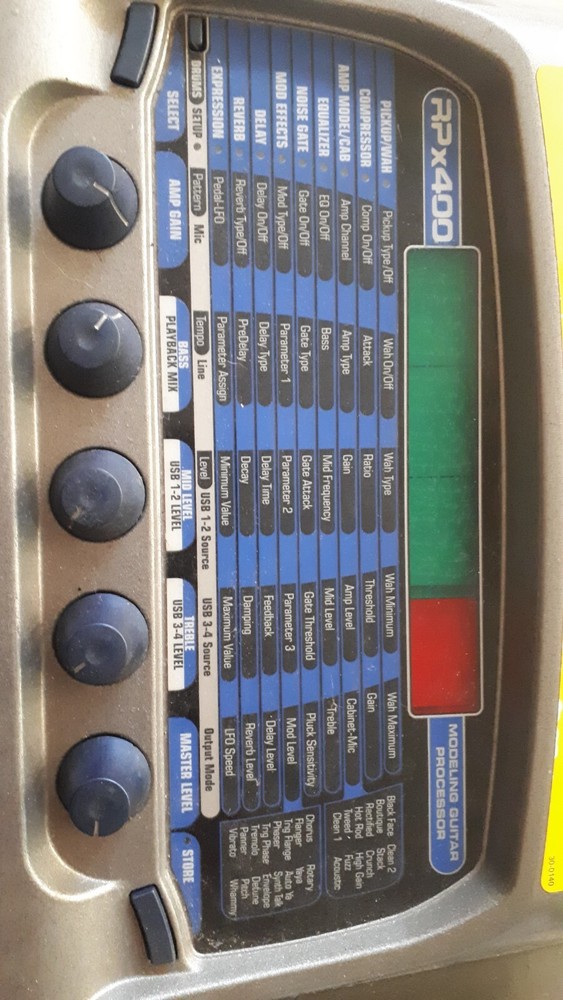 RPx400
MODELING GUITAR
PROCESSOR
PICKUP/WAH Pickup Type/Off Wah On/Off Wah Type Wah Minimum Wah Maximum
COMPRESSOR Comp On/Off Attack Ratio Threshold Gain
AMP MODEL/CAB Amp Channel Amp Type Gain Amp Level Cabinet-Mic
EQUALIZER EQ On/Off Bass Mid Frequency Mid Level Treble
NOISE GATE Gate On/Off Gate Type Gate Attack Gate Threshold Pluck Sensitivity
MOD EFFECTS Mod Type/Off Parameter 1 Parameter 2 Parameter 3 Mod Level
DELAY Delay On/Off Delay Type Delay Time Feedback Delay Level
REVERB Reverb Type/Off PreDelay Decay Damping Reverb Level
EXPRESSION Pedal-LFO Parameter Assign Minimum Value Maximum Value LFO Speed
DRUMS SETUP Pattern Mic Tempo Line Level USB 1-2 Source USB 3-4 Source Output Mode
Black Face Clean 2
Boutique Stack
Rectified Crunch
Hot Rod High Gain
Tweed Fuzz
Clean 1 Acoustic
Chorus Rotary
Flanger Yaya
Trig Flange Auto Ya
Phaser Synth Talk
Trig Phase Envelope
Tremolo Detune
Panner Pitch
Vibrato Whammy
SELECT
AMP GAIN
BASS
PLAYBACK MIX
MID LEVEL
USB 1-2 LEVEL
TREBLE
USB 3-4 LEVEL
MASTER LEVEL
STORE
30-0146